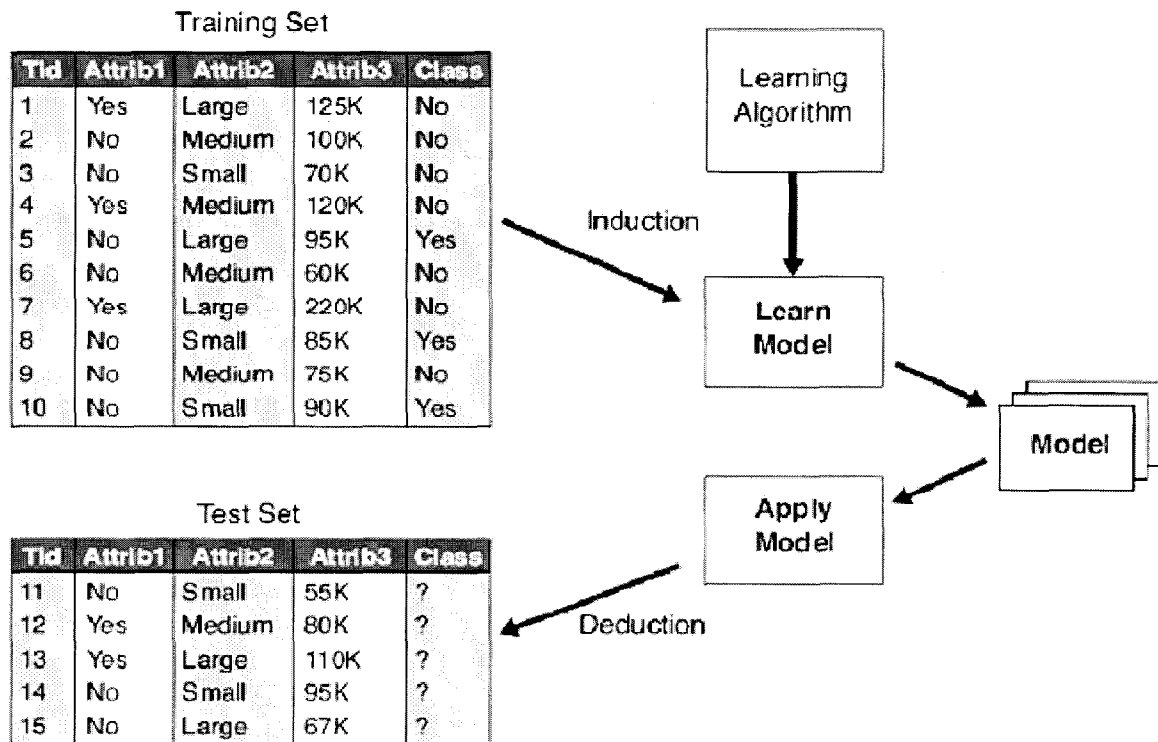 Training Set
Tid Attrib1 Attrib2 Attrib3 Class
1 Yes Large 125K No
2 No Medium 100K No
3 No Small 70K No
4 Yes Medium 120K No
5 No Large 95K Yes
6 No Medium 60K No
7 Yes Large 220K No
8 No Small 85K Yes
9 No Medium 75K No
10 No Small 90K Yes
Learning
Algorithm
Induction
Learn
Model
Model
Apply
Model
Deduction
Test Set
Tid Attrib1 Attrib2 Attrib3 Class
11 No Small 55K ?
12 Yes Medium 80K ?
13 Yes Large 110K ?
14 No Small 95K ?
15 No Large 67K ?